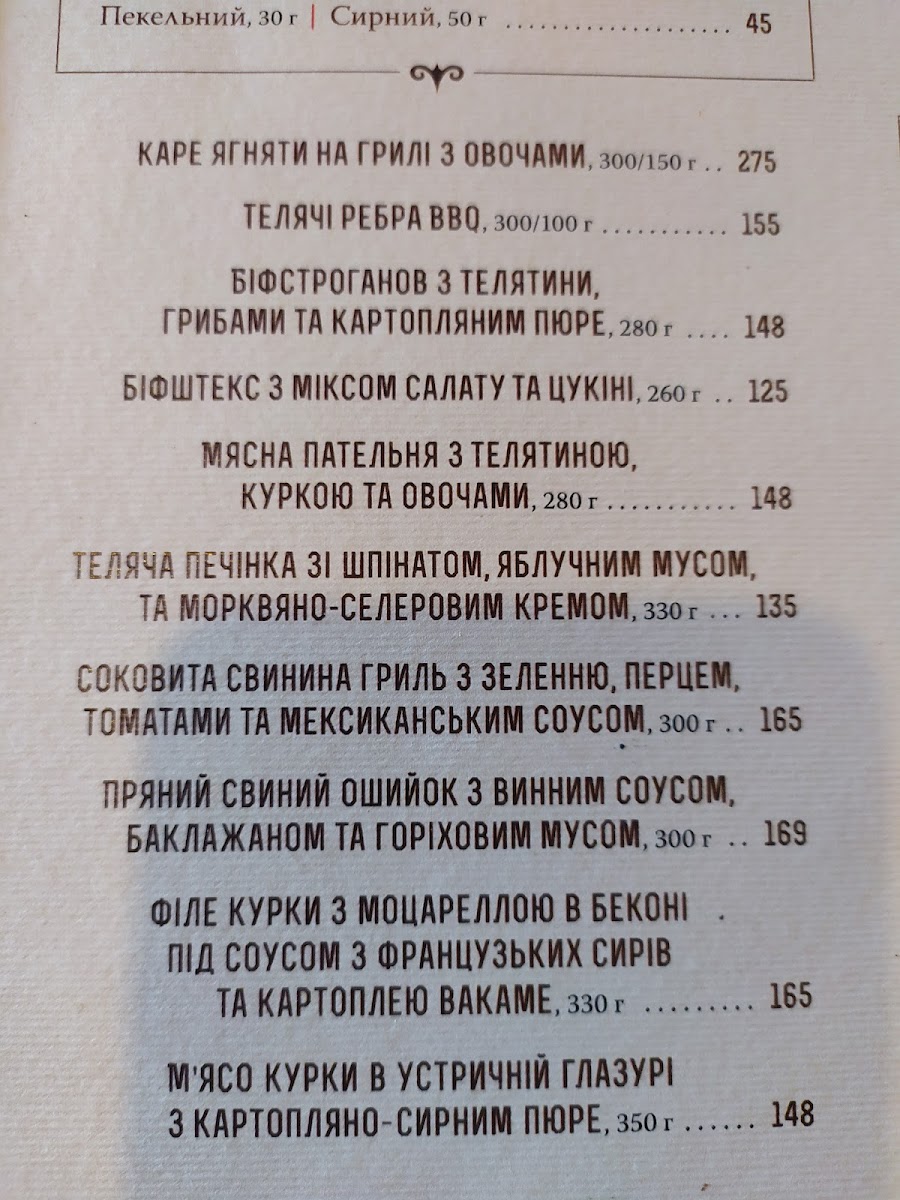 Пекельний, 30 г | Сирний, 50 г .................... 45
КАРЕ ЯГНЯТИ НА ГРИЛІ З ОВОЧАМИ, 300/150 г .. 275
ТЕЛЯЧІ РЕБРА BBQ, 300/100 г ............ 155
БІФСТРОГАНОВ З ТЕЛЯТИНИ,
ГРИБАМИ ТА КАРТОПЛЯНИМ ПЮРЕ, 280 г .... 148
БІФШТЕКС З МІКСОМ САЛАТУ ТА ЦУКІНІ, 260 г .. 125
МЯСНА ПАТЕЛЬНЯ З ТЕЛЯТИНОЮ,
КУРКОЮ ТА ОВОЧАМИ, 280 г ............ 148
ТЕЛЯЧА ПЕЧІНКА ЗІ ШПІНАТОМ, ЯБЛУЧНИМ МУСОМ,
ТА МОРКВЯНО-СЕЛЕРОВИМ КРЕМОМ, 330 г ... 135
СОКОВИТА СВИНИНА ГРИЛЬ З ЗЕЛЕННЮ, ПЕРЦЕМ,
ТОМАТАМИ ТА МЕКСИКАНСЬКИМ СОУСОМ, 300 г .. 165
ПРЯНИЙ СВИНИЙ ОШИЙОК З ВИННИМ СОУСОМ,
БАКЛАЖАНОМ ТА ГОРІХОВИМ МУСОМ, 300 г .. 169
ФІЛЕ КУРКИ З МОЦАРЕЛЛОЮ В БЕКОНІ .
ПІД СОУСОМ З ФРАНЦУЗЬКИХ СИРІВ
ТА КАРТОПЛЕЮ ВАКАМЕ, 330 г ......... 165
М'ЯСО КУРКИ В УСТРИЧНІЙ ГЛАЗУРІ
З КАРТОПЛЯНО-СИРНИМ ПЮРЕ, 350 г ...... 148